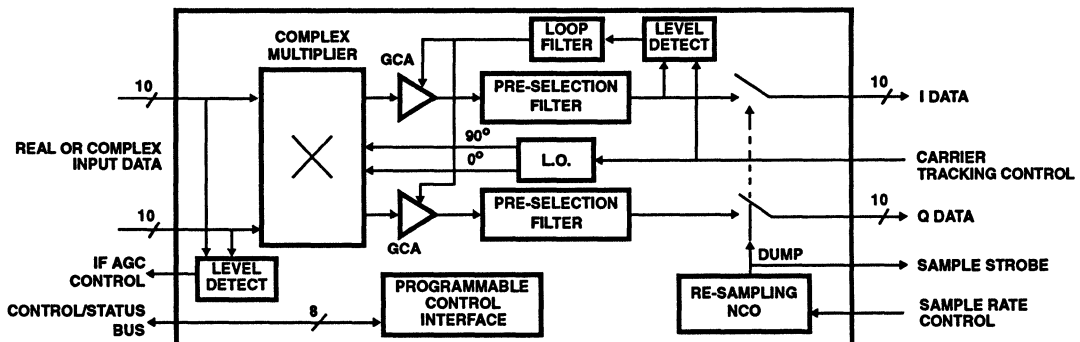 COMPLEX
MULTIPLIER
GCA
LOOP
FILTER
LEVEL
DETECT
10
PRE-SELECTION
FILTER
10
I DATA
REAL OR COMPLEX
INPUT DATA
90°
0°
L.O.
CARRIER
TRACKING CONTROL
10
GCA
PRE-SELECTION
FILTER
10
Q DATA
IF AGC
CONTROL
LEVEL
DETECT
DUMP
SAMPLE STROBE
CONTROL/STATUS
BUS
8
PROGRAMMABLE
CONTROL
INTERFACE
RE-SAMPLING
NCO
SAMPLE RATE
CONTROL